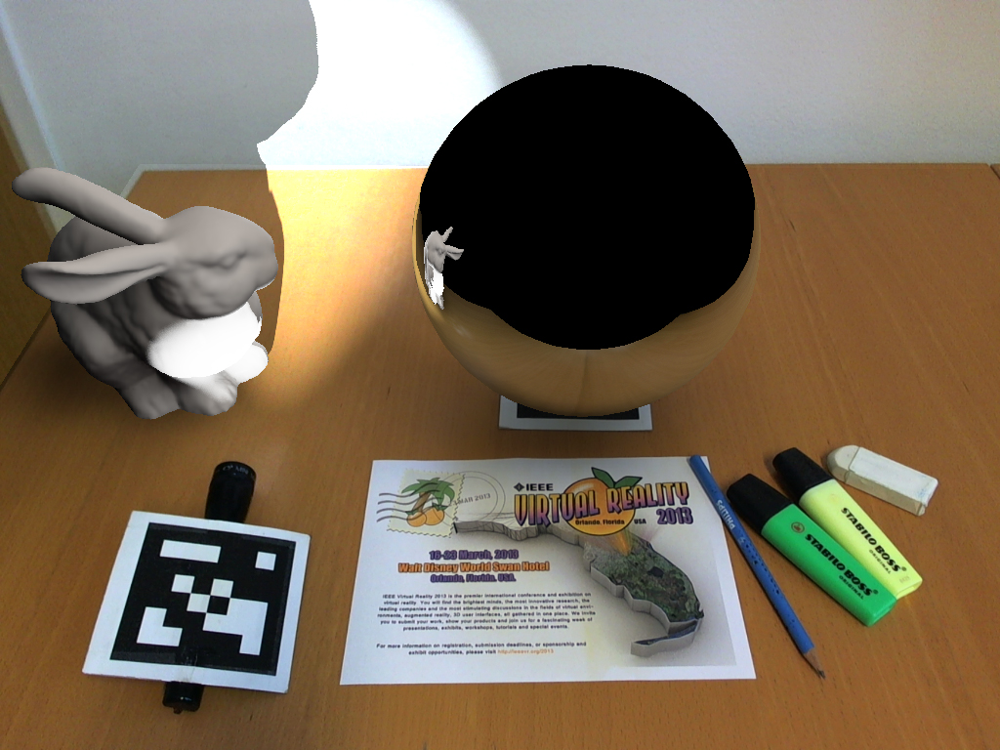 SWAN 2013
IEEE
VIRTUAL REALITY
2013
Orlando, Florida USA
16-23 March, 2013
Walt Disney World Swan Hotel
Orlando, Florida, USA.
IEEE Virtual Reality 2013 is the premier international conference and exhibition on
virtual reality. You will find the brightest minds, the most innovative research, the
leading companies and the most stimulating discussions in the fields of virtual envi-
ronments, augmented reality, 3D user interfaces, all gathered in one place. We invite
you to submit your work, show your products and join us for a fascinating week of
presentations, exhibits, workshops, tutorials and special events.
For more information on registration, submission deadlines, or sponsorship and
exhibit opportunities, please visit http://ieeevr.org/2013
STABILO BOSS
ORIGINAL
STABILO BOSS
ORIGINAL